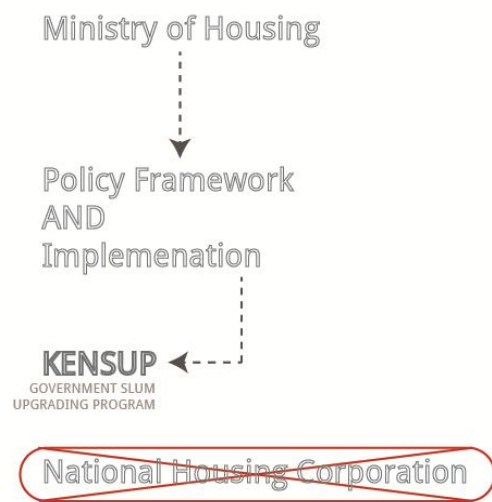 Ministry of Housing
Policy Framework
AND
Implemenation
KENSUP
GOVERNMENT SLUM
UPGRADING PROGRAM
National Housing Corporation